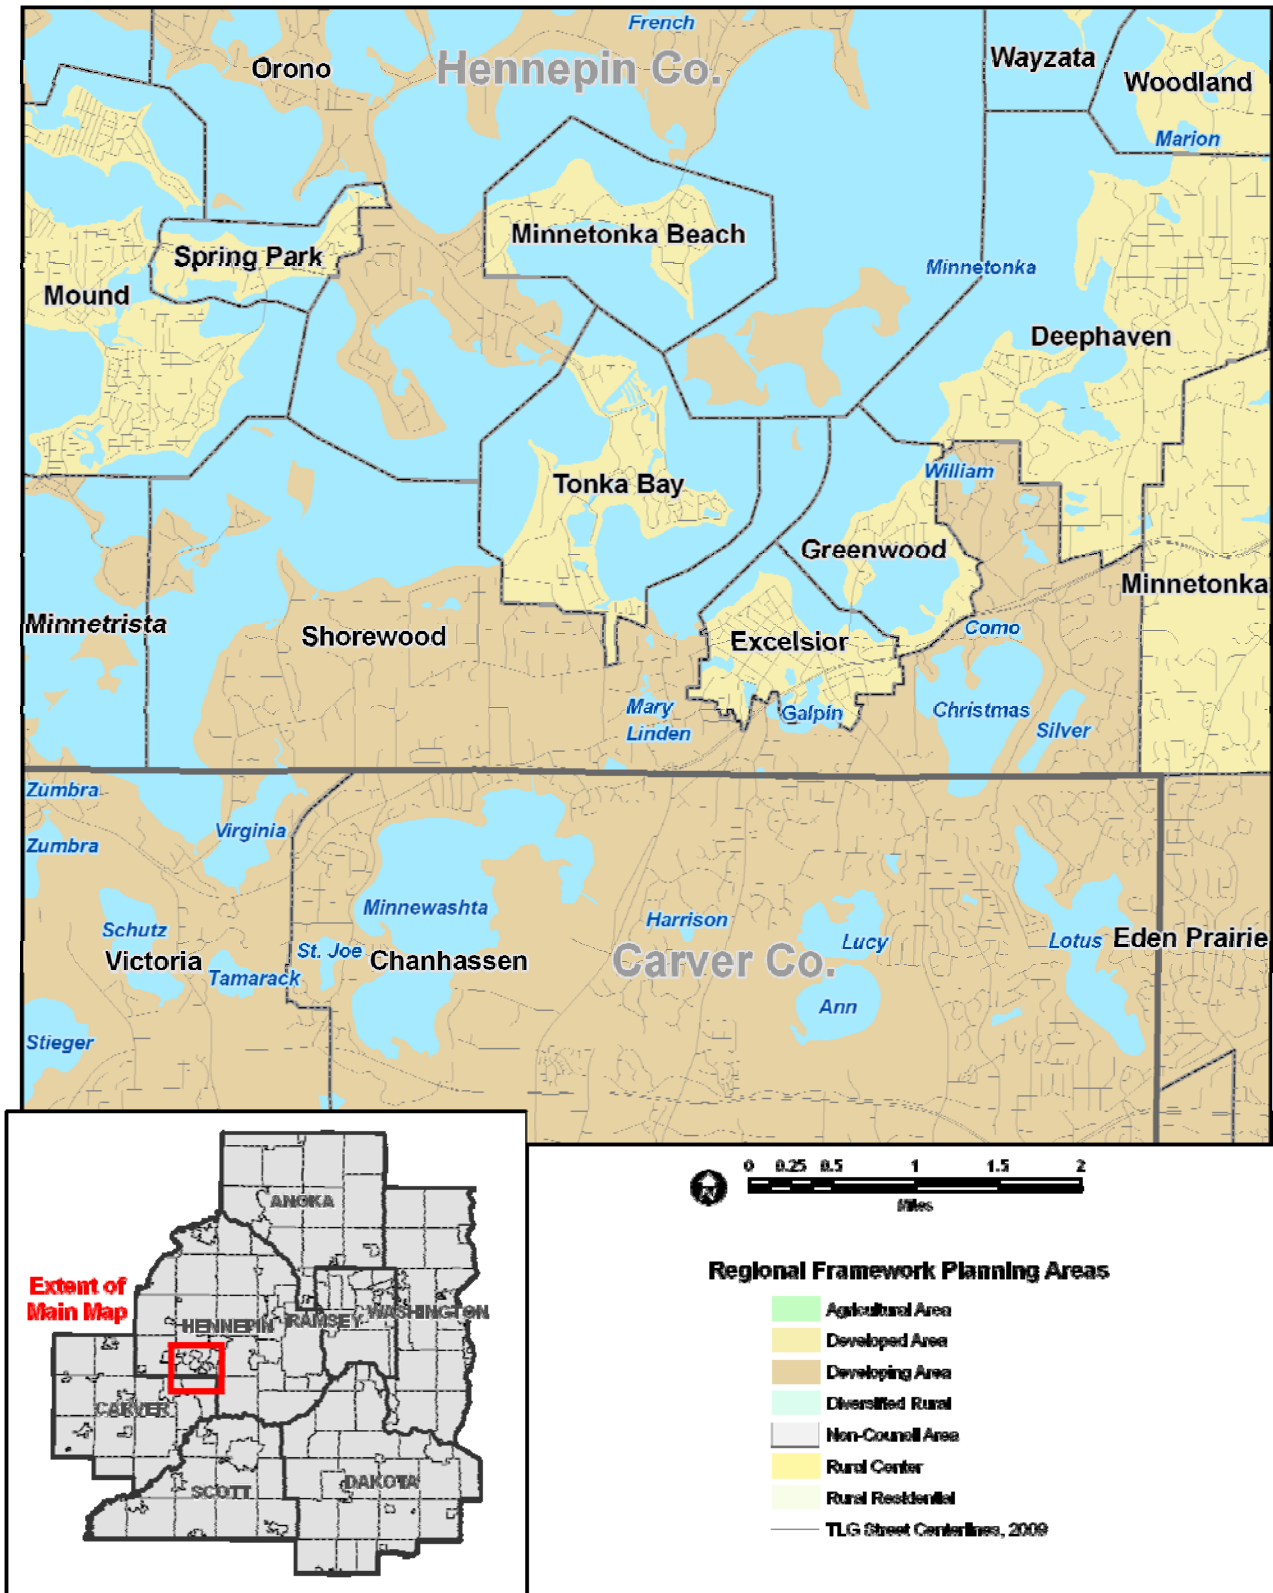 French
Orono
Hennepin Co.
Wayzata
Woodland
Marion
Minnetonka Beach
Spring Park
Minnetonka
Mound
Deephaven
William
Tonka Bay
Greenwood
Minnetonka
Minnetrista
Shorewood
Excelsior
Como
Mary
Linden
Galpin
Christmas
Silver
Zumbra
Virginia
Zumbra
Minnewashta
Harrison
Schutz
Lucy
Lotus
Eden Prairie
St. Joe
Victoria
Chanhassen
Carver Co.
Tamarack
Ann
Stieger
ANOKA
Extent of
Main Map
HENNEPIN
RAMSEY
WASHINGTON
CARVER
SCOTT
DAKOTA
0 0.25 0.5 1 1.5 2
Miles
Regional Framework Planning Areas
Agricultural Area
Developed Area
Developing Area
Diversified Rural
Non-Council Area
Rural Center
Rural Residential
TLG Street Centerlines, 2009